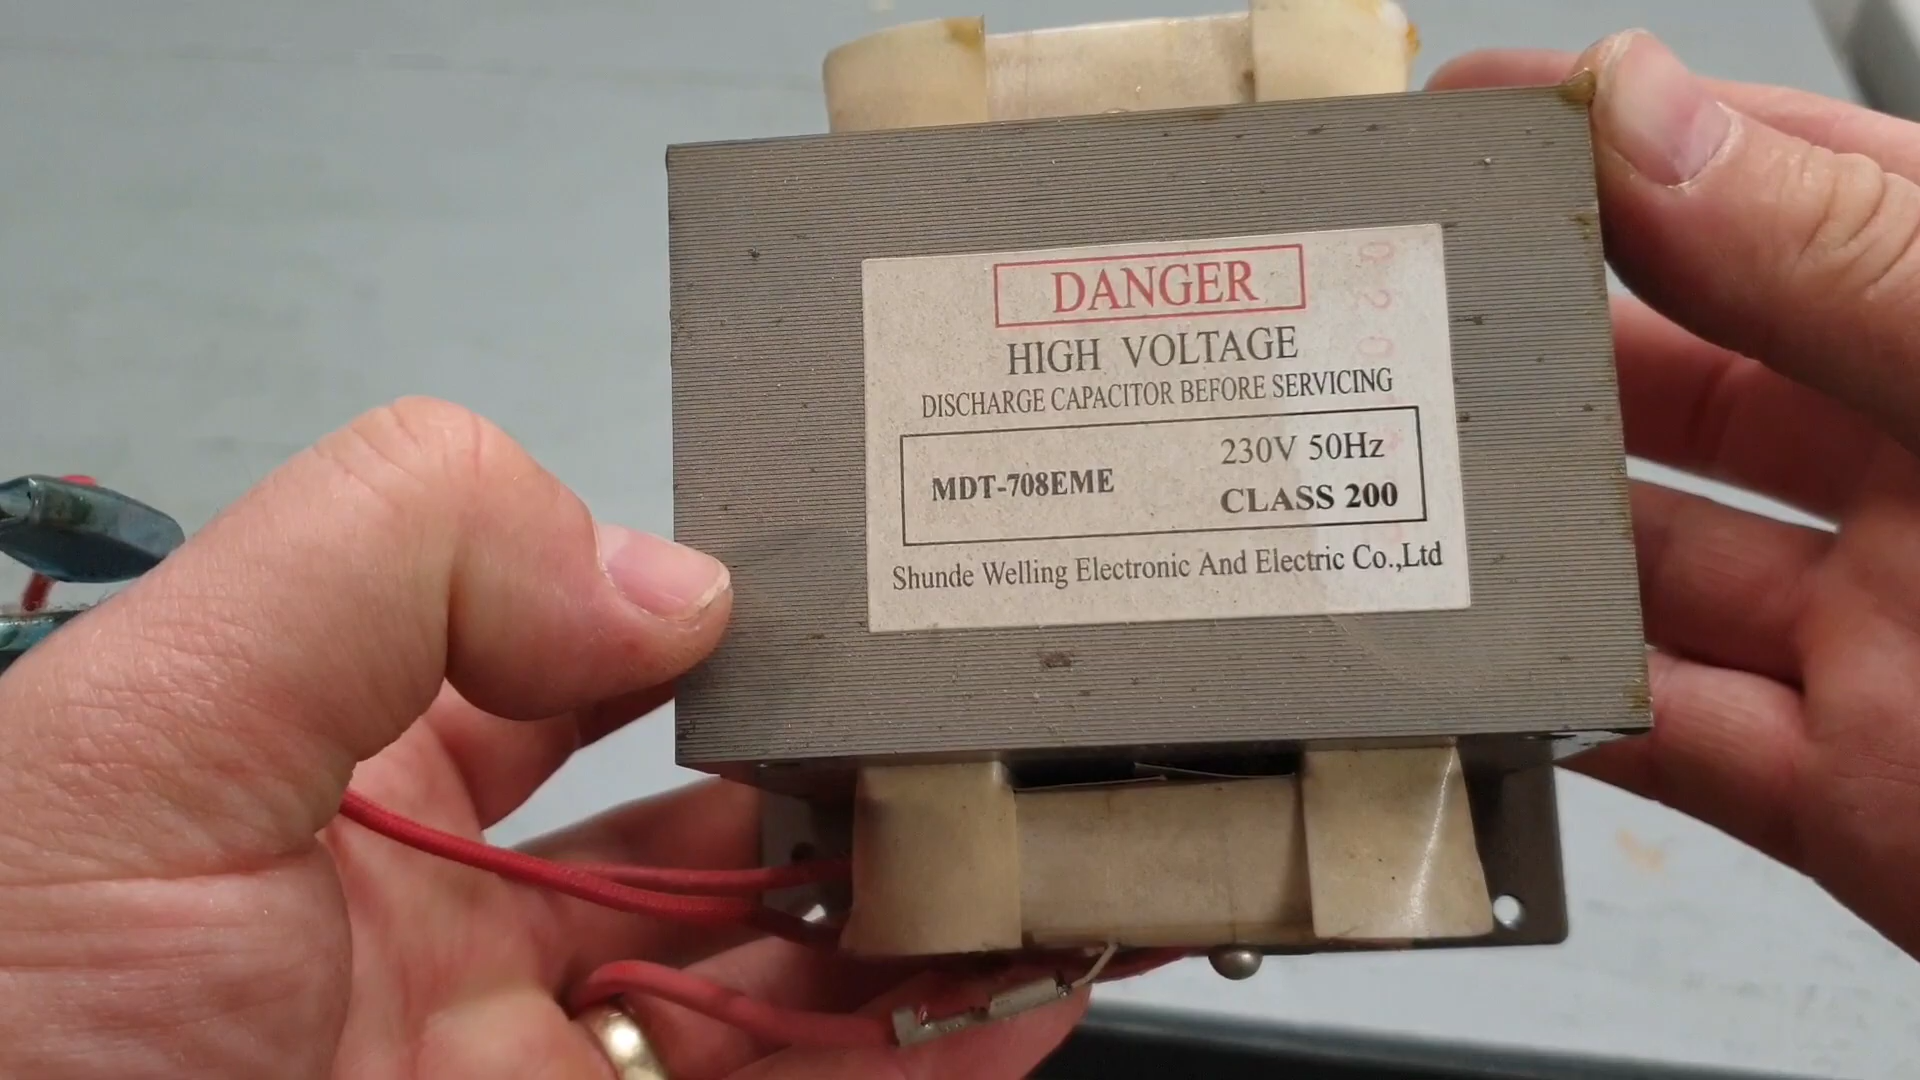 DANGER
HIGH VOLTAGE
DISCHARGE CAPACITOR BEFORE SERVICING
MDT-708EME
230V 50Hz
CLASS 200
Shunde Welling Electronic And Electric Co.,Ltd